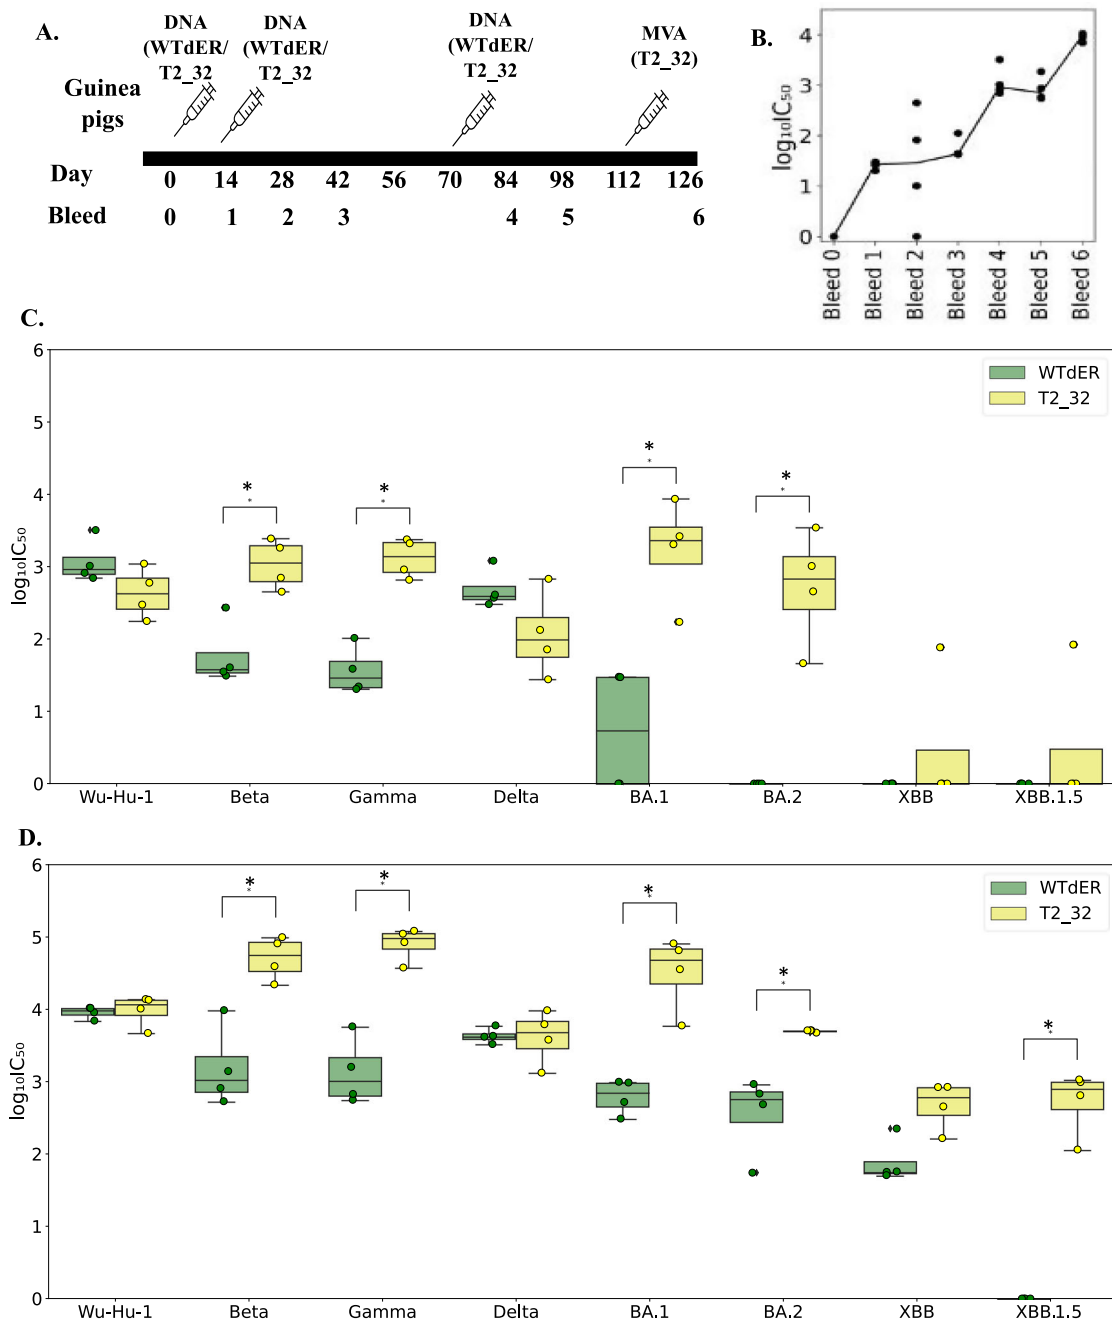 A.
DNA
(WTdER/
T2_32
DNA
(WTdER/
T2_32
DNA
(WTdER/
T2_32
MVA
(T2_32)
Guinea
pigs
Day 0 14 28 42 56 70 84 98 112 126
Bleed 0 1 2 3 4 5 6
B.
log₁₀IC₅₀
4
3
2
1
0
Bleed 0
Bleed 1
Bleed 2
Bleed 3
Bleed 4
Bleed 5
Bleed 6
C.
log₁₀IC₅₀
6
5
4
3
2
1
0
WTdER
T2_32
* * * *
* * * *
Wu-Hu-1 Beta Gamma Delta BA.1 BA.2 XBB XBB.1.5
D.
log₁₀IC₅₀
6
5
4
3
2
1
0
WTdER
T2_32
* * * * *
* * * * *
Wu-Hu-1 Beta Gamma Delta BA.1 BA.2 XBB XBB.1.5